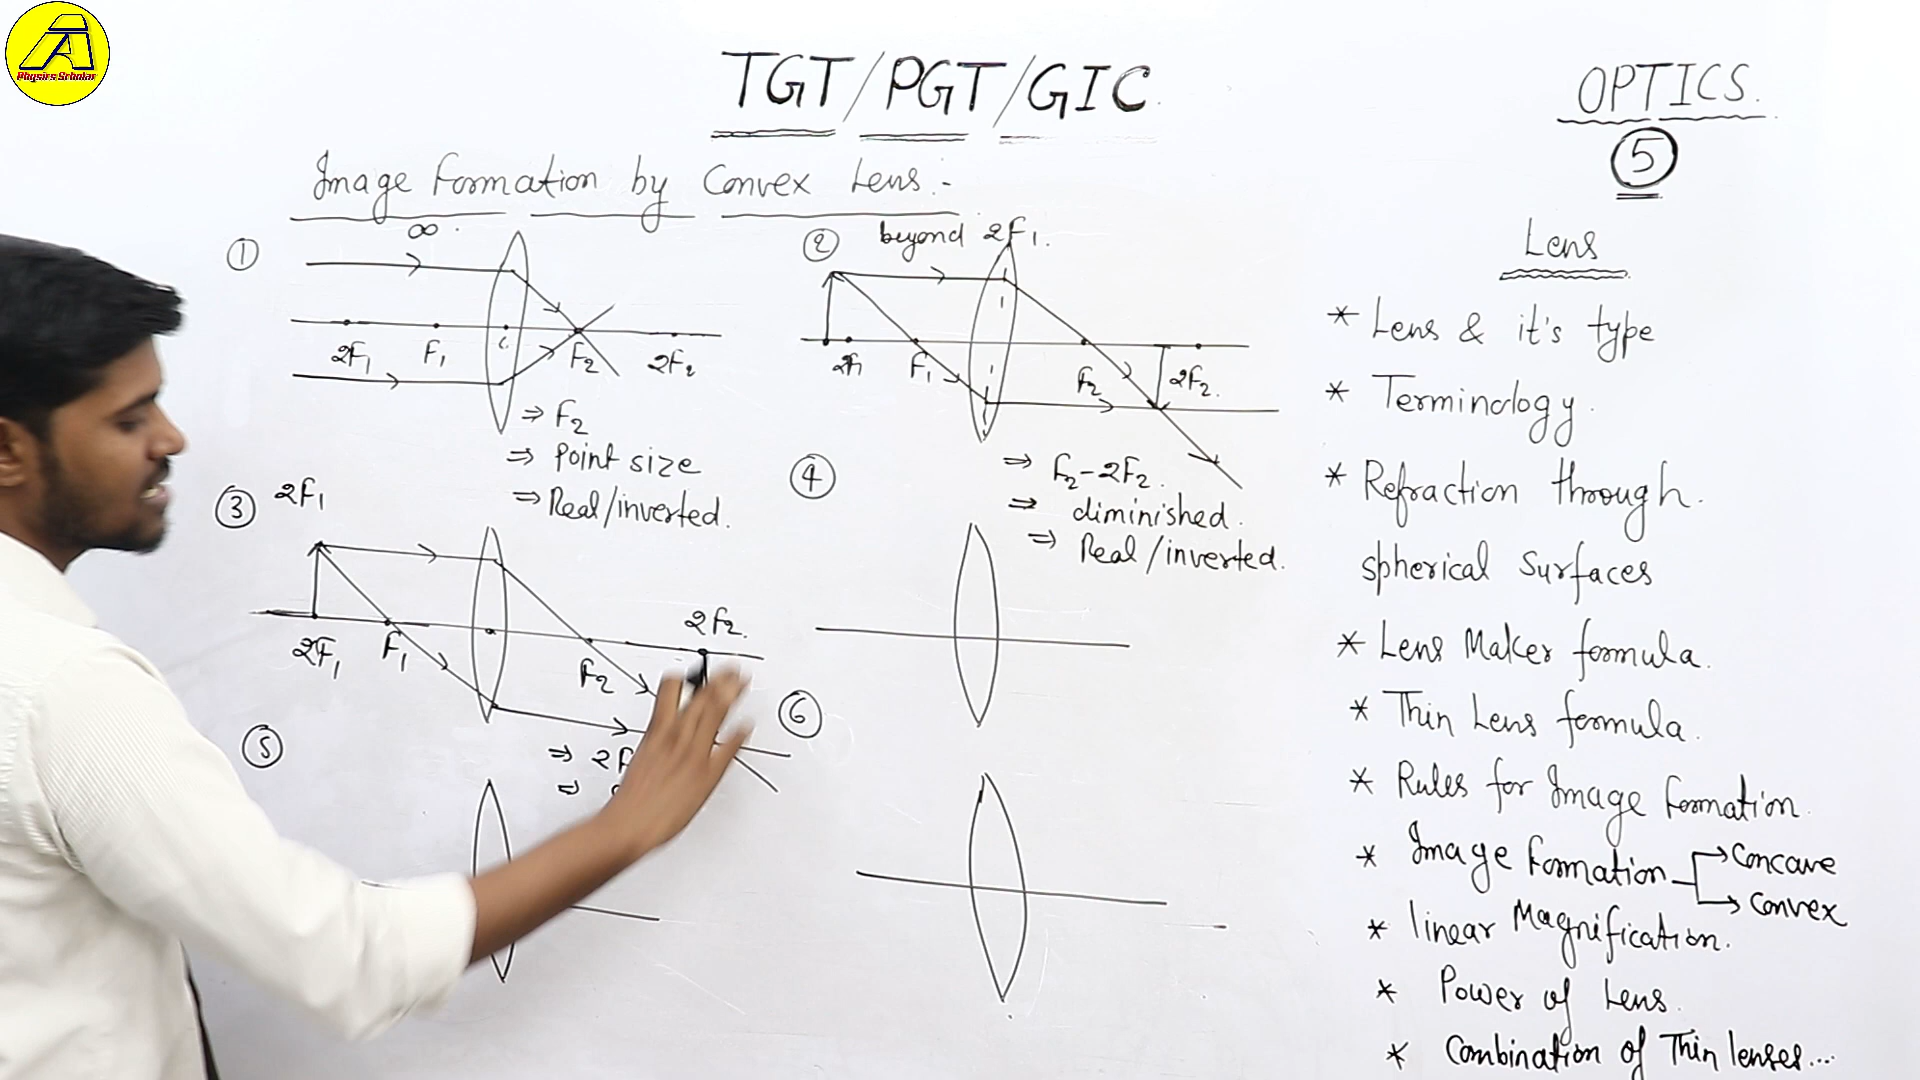 A
Physics Scholar
TGT/PGT/GIC
OPTICS.
5
Image Formation by Convex Lens:-
1
∞.
2F1
F1
C
F2
2F2
⇒ F2
⇒ Point size
⇒ Real/inverted.
2
beyond 2F1.
2F1
F1
F2
2F2.
⇒ F2-2F2.
⇒ diminished.
⇒ Real/inverted.
3
2F1
2F1
F1
F2
2F2.
⇒ 2F
⇒
4
5
6
Lens
* Lens & it's type
* Terminology.
* Refraction through.
spherical surfaces
* Lens Maker formula.
* Thin Lens formula.
* Rules for Image Formation.
* Image Formation → Concave
→ Convex
* linear Magnification.
* Power of Lens.
* Combination of Thin lenses...